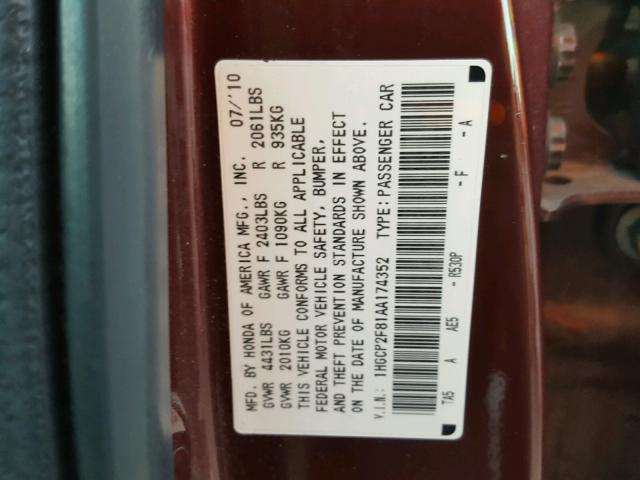 MFD. BY HONDA OF AMERICA MFG., INC. 07/'10
GVWR 4431LBS GAWR F 2403LBS R 2061LBS
GVWR 2010KG GAWR F 1090KG R 935KG
THIS VEHICLE CONFORMS TO ALL APPLICABLE
FEDERAL MOTOR VEHICLE SAFETY, BUMPER,
AND THEFT PREVENTION STANDARDS IN EFFECT
ON THE DATE OF MANUFACTURE SHOWN ABOVE.
V.I.N.: 1HGCP2F81AA174352 TYPE: PASSENGER CAR
TA5 A AE5 - R530P - F - A